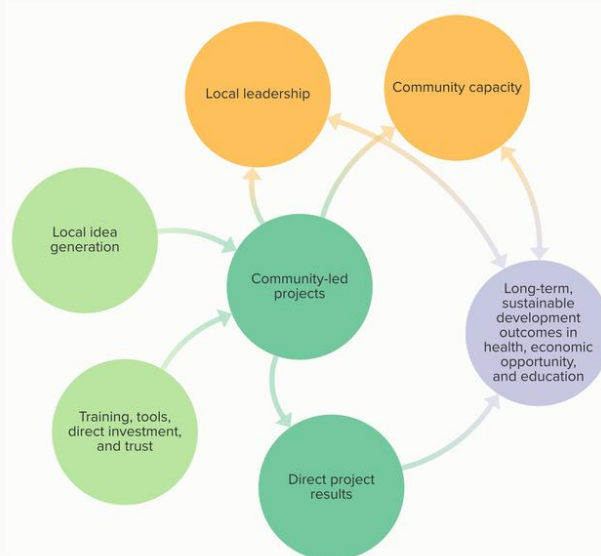 Local leadership
Community capacity
Local idea
generation
Community-led
projects
Long-term,
sustainable
development
outcomes in
health, economic
opportunity,
and education
Training, tools,
direct investment,
and trust
Direct project
results